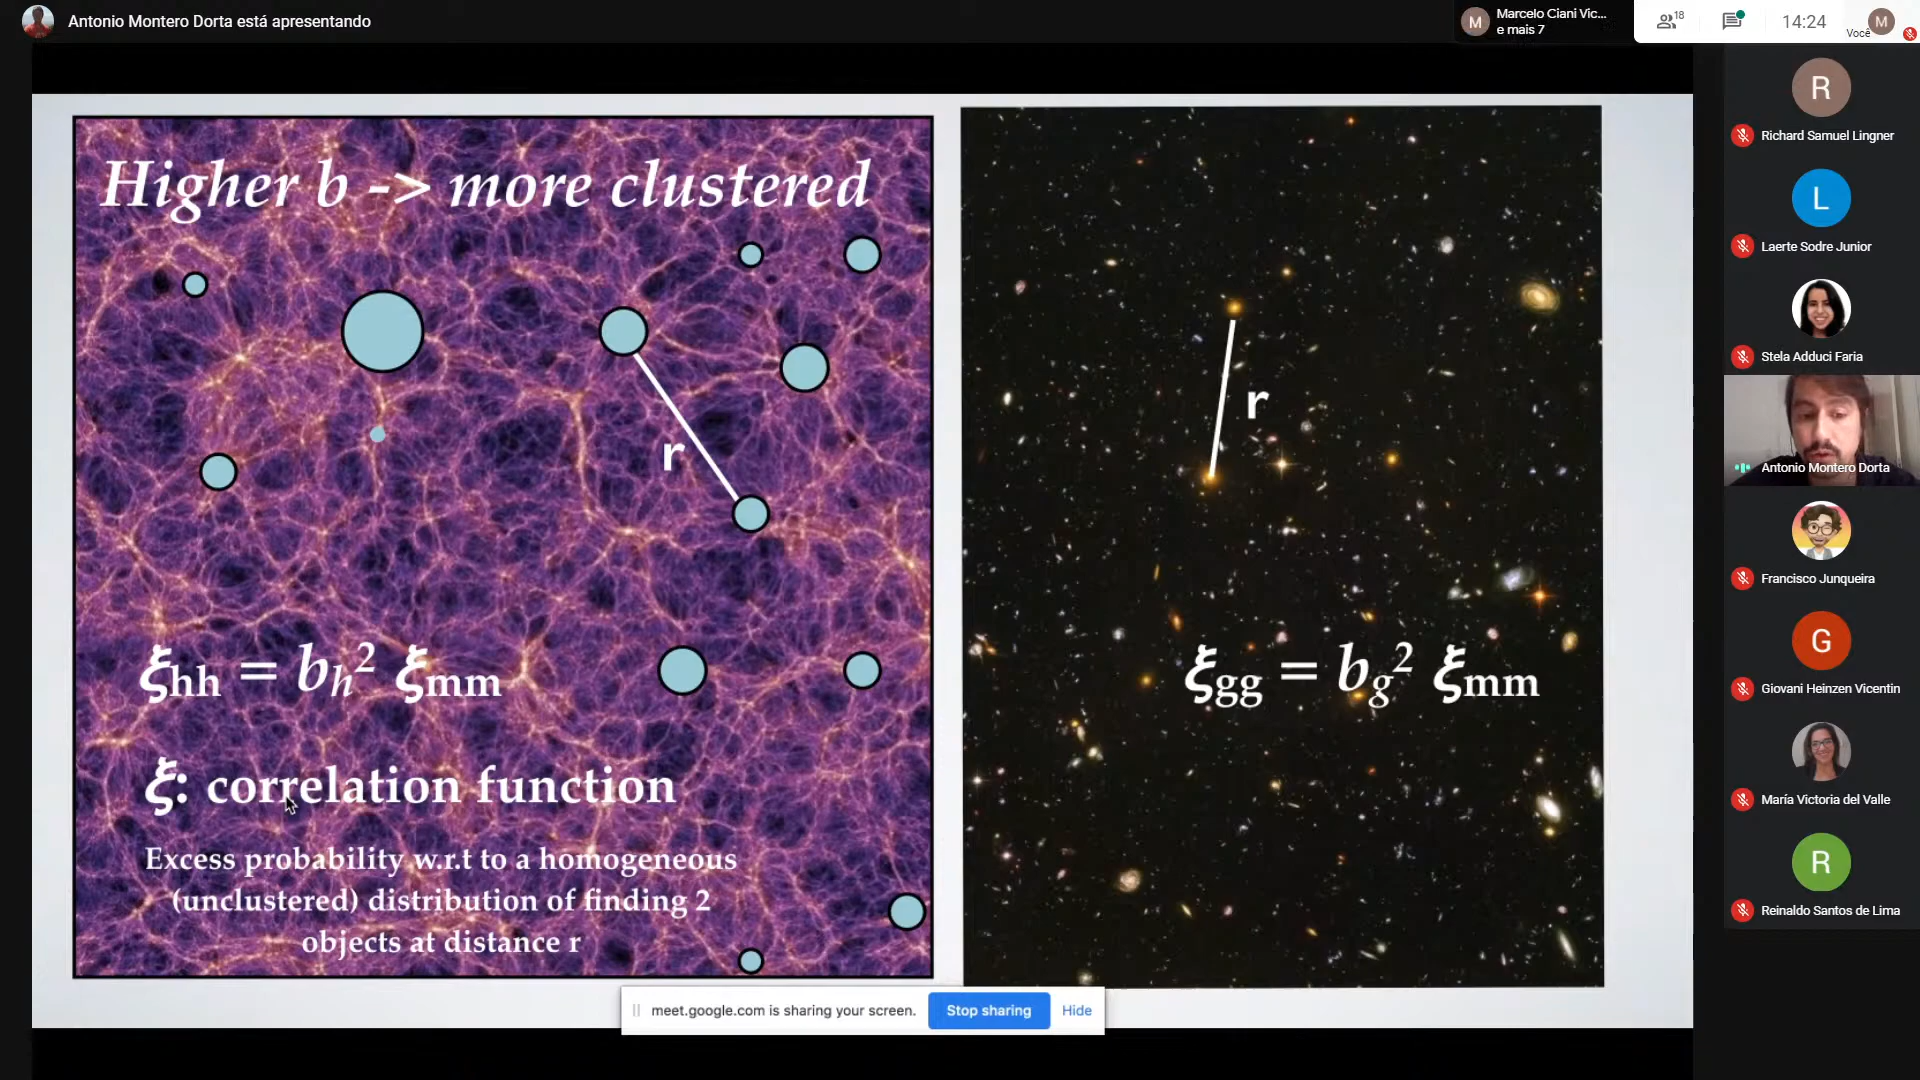 Antonio Montero Dorta está apresentando
M
Marcelo Ciani Vic...
e mais 7
18
14:24
Você
M
Higher b -> more clustered
r
ξhh = bh² ξmm
ξ: correlation function
Excess probability w.r.t to a homogeneous
(unclustered) distribution of finding 2
objects at distance r
r
ξgg = bg² ξmm
meet.google.com is sharing your screen.
Stop sharing
Hide
R
Richard Samuel Lingner
L
Laerte Sodre Junior
Stela Adduci Faria
Antonio Montero Dorta
Francisco Junqueira
G
Giovani Heinzen Vicentin
María Victoria del Valle
R
Reinaldo Santos de Lima